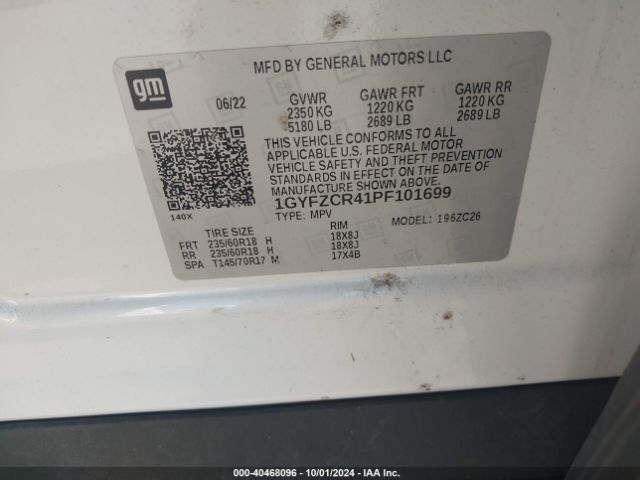 MFD BY GENERAL MOTORS LLC
gm
06/22 GVWR GAWR FRT GAWR RR
2350 KG 1220 KG 1220 KG
5180 LB 2689 LB 2689 LB
THIS VEHICLE CONFORMS TO ALL
APPLICABLE U.S. FEDERAL MOTOR
VEHICLE SAFETY AND THEFT PREVENTION
STANDARDS IN EFFECT ON THE DATE OF
MANUFACTURE SHOWN ABOVE.
140X 1GYFZCR41PF101699
TYPE: MPV MODEL: 196ZC26
TIRE SIZE RIM
FRT 235/60R18 H 18X8J
RR 235/60R18 H 18X8J
SPA T145/70R17 M 17X4B
00-40468096 - 10/01/2024 - IAA Inc.